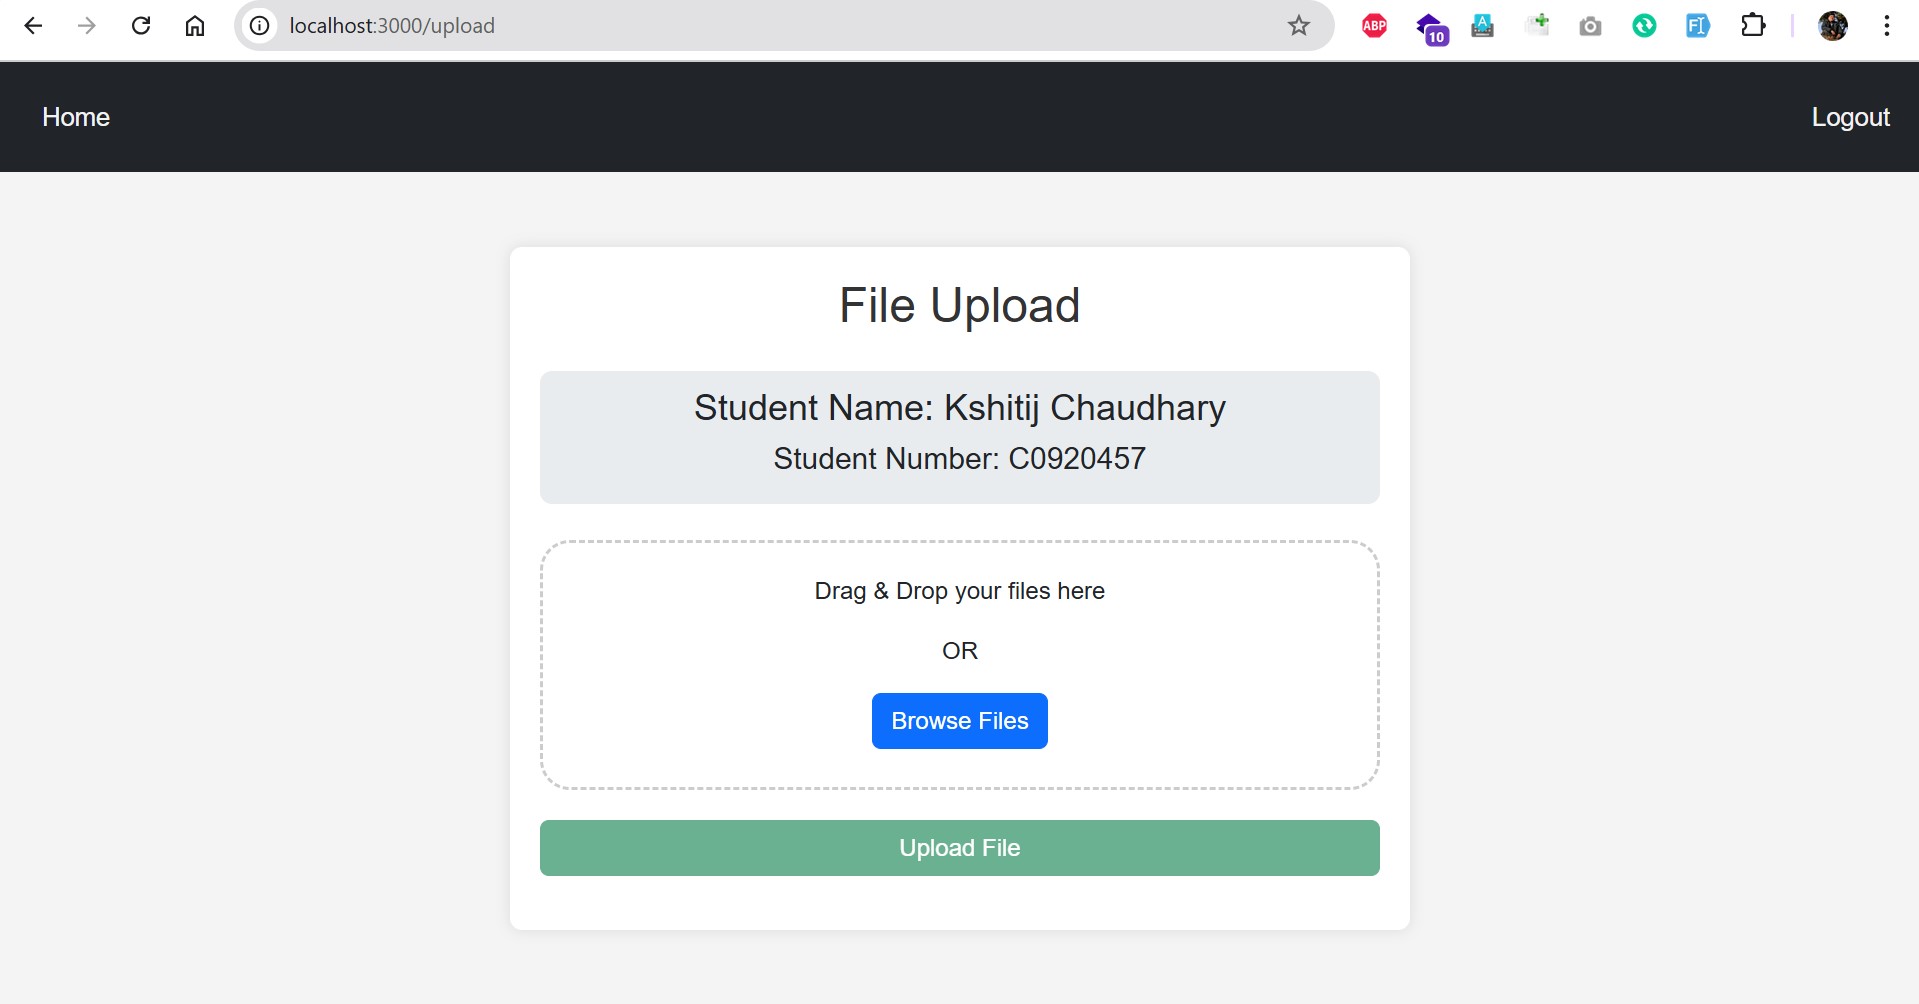 localhost:3000/upload
ABP
10
A
FI
Home
Logout
File Upload
Student Name: Kshitij Chaudhary
Student Number: C0920457
Drag & Drop your files here
OR
Browse Files
Upload File